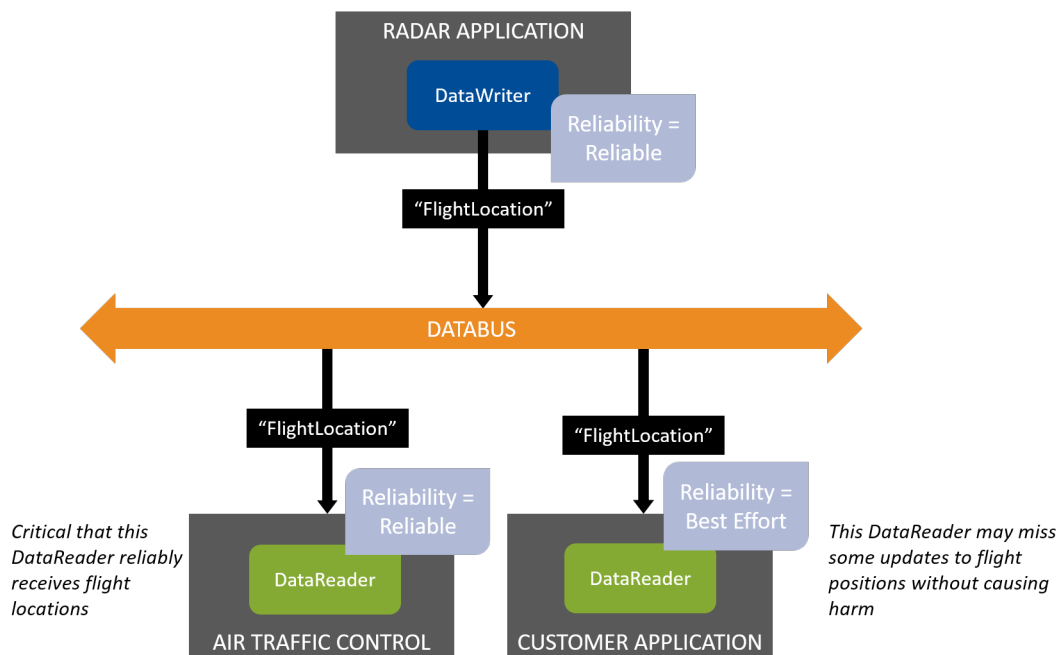 RADAR APPLICATION
DataWriter
Reliability =
Reliable
“FlightLocation”
DATABUS
“FlightLocation”
“FlightLocation”
Reliability =
Reliable
Reliability =
Best Effort
Critical that this
DataReader reliably
receives flight
locations
DataReader
AIR TRAFFIC CONTROL
DataReader
CUSTOMER APPLICATION
This DataReader may miss
some updates to flight
positions without causing
harm